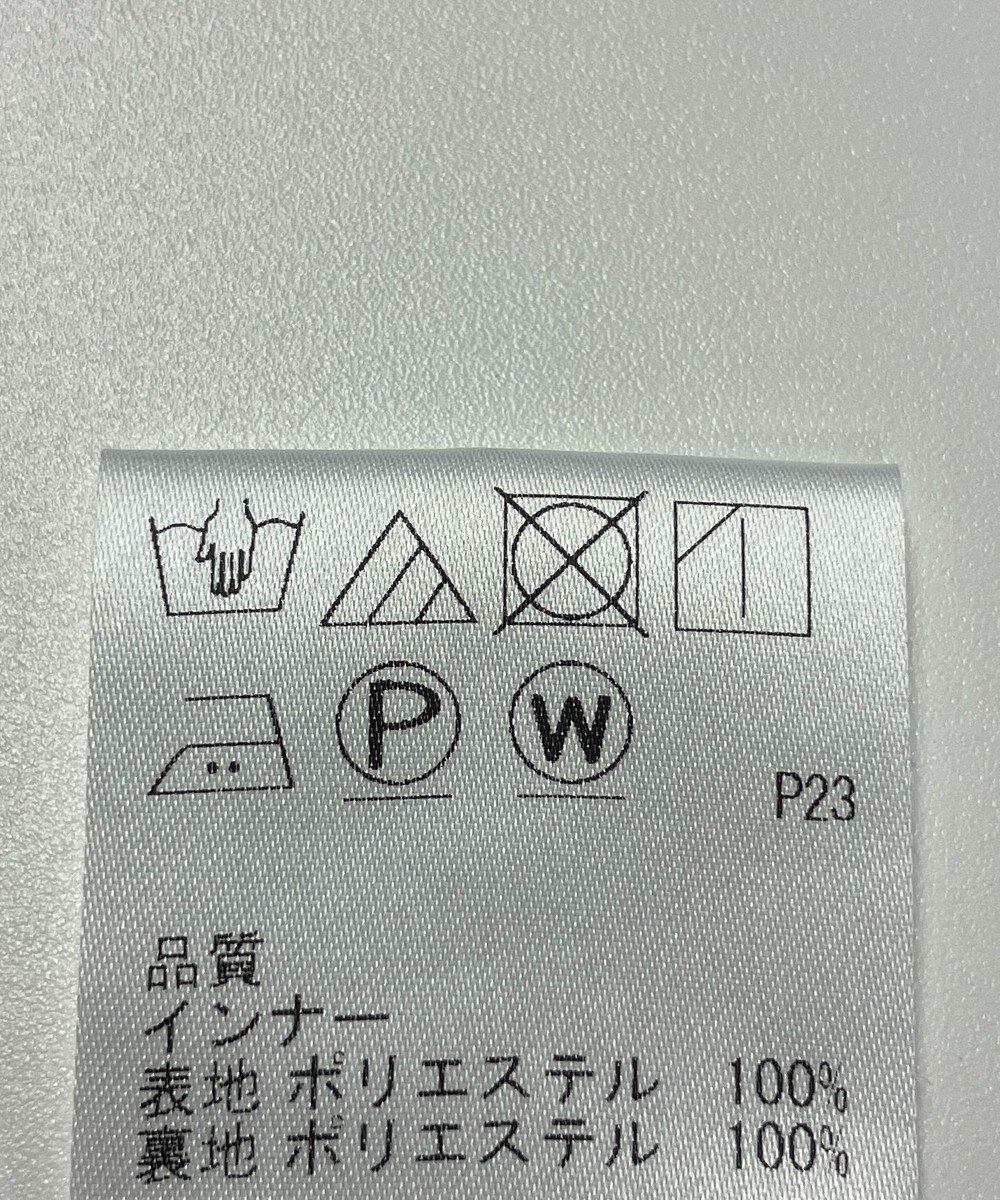 P W
P23
品質
インナー
表地 ポリエステル 100%
裏地 ポリエステル 100%